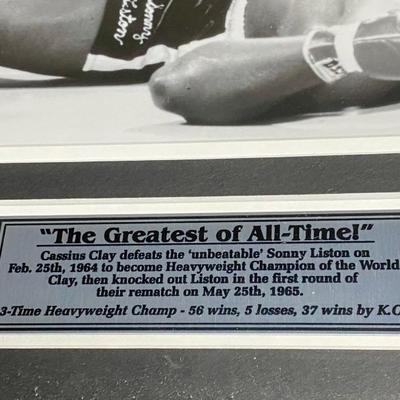 Sonny
Liston
"The Greatest of All-Time!"
Cassius Clay defeats the 'unbeatable' Sonny Liston on
Feb. 25th, 1964 to become Heavyweight Champion of the World
Clay, then knocked out Liston in the first round of
their rematch on May 25th, 1965.
3-Time Heavyweight Champ - 56 wins, 5 losses, 37 wins by K.O